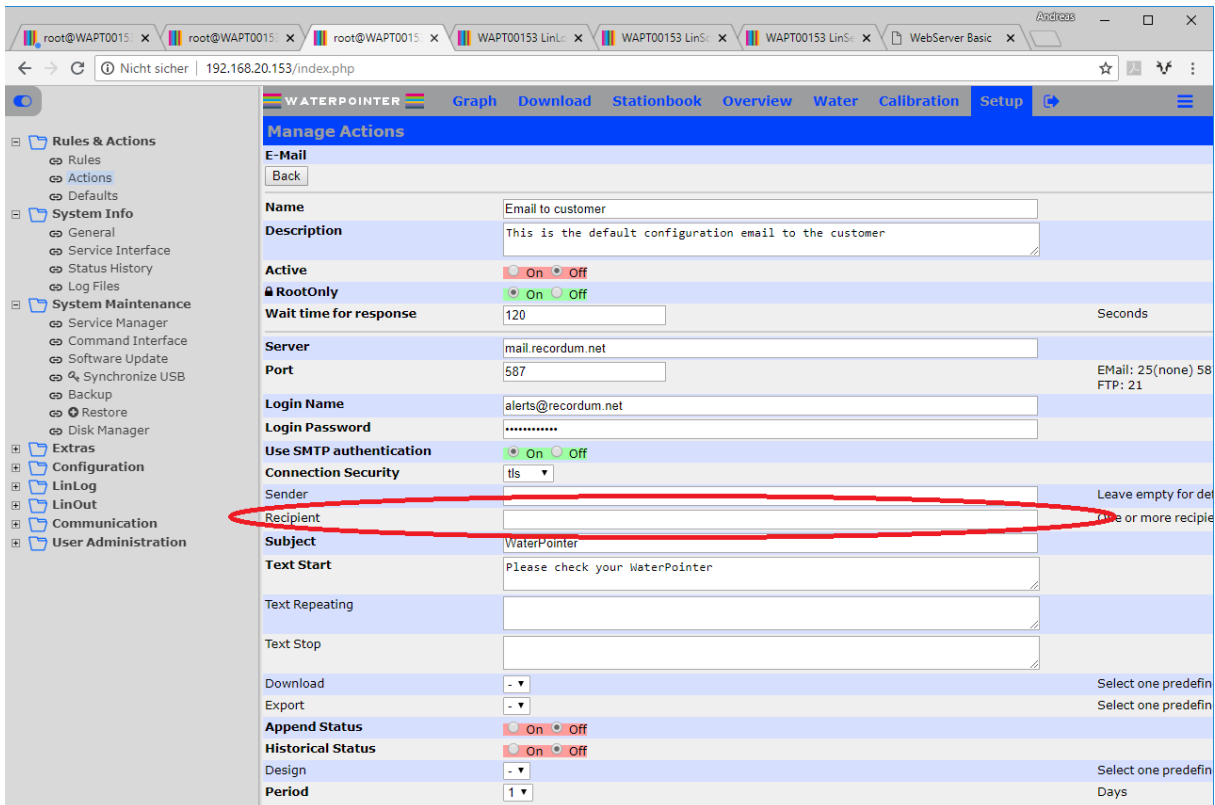 Andreas
root@WAPT0015 root@WAPT0015 root@WAPT0015 WAPT00153 LinLo WAPT00153 LinSc WAPT00153 LinSe WebServer Basic
Nicht sicher | 192.168.20.153/index.php
WATERPOINTER Graph Download Stationbook Overview Water Calibration Setup
Rules & Actions
Rules
Actions
Defaults
System Info
General
Service Interface
Status History
Log Files
System Maintenance
Service Manager
Command Interface
Software Update
Synchronize USB
Backup
Restore
Disk Manager
Extras
Configuration
LinLog
LinOut
Communication
User Administration
Manage Actions
E-Mail
Back
Name Email to customer
Description This is the default configuration email to the customer
Active On Off
RootOnly On Off
Wait time for response 120 Seconds
Server mail.recordum.net
Port 587 EMail: 25(none) 58
FTP: 21
Login Name alerts@recordum.net
Login Password ••••••••••••
Use SMTP authentication On Off
Connection Security tls
Sender Leave empty for def
Recipient One or more recipie
Subject WaterPointer
Text Start Please check your WaterPointer
Text Repeating
Text Stop
Download - Select one predefin
Export - Select one predefin
Append Status On Off
Historical Status On Off
Design - Select one predefin
Period 1 Days